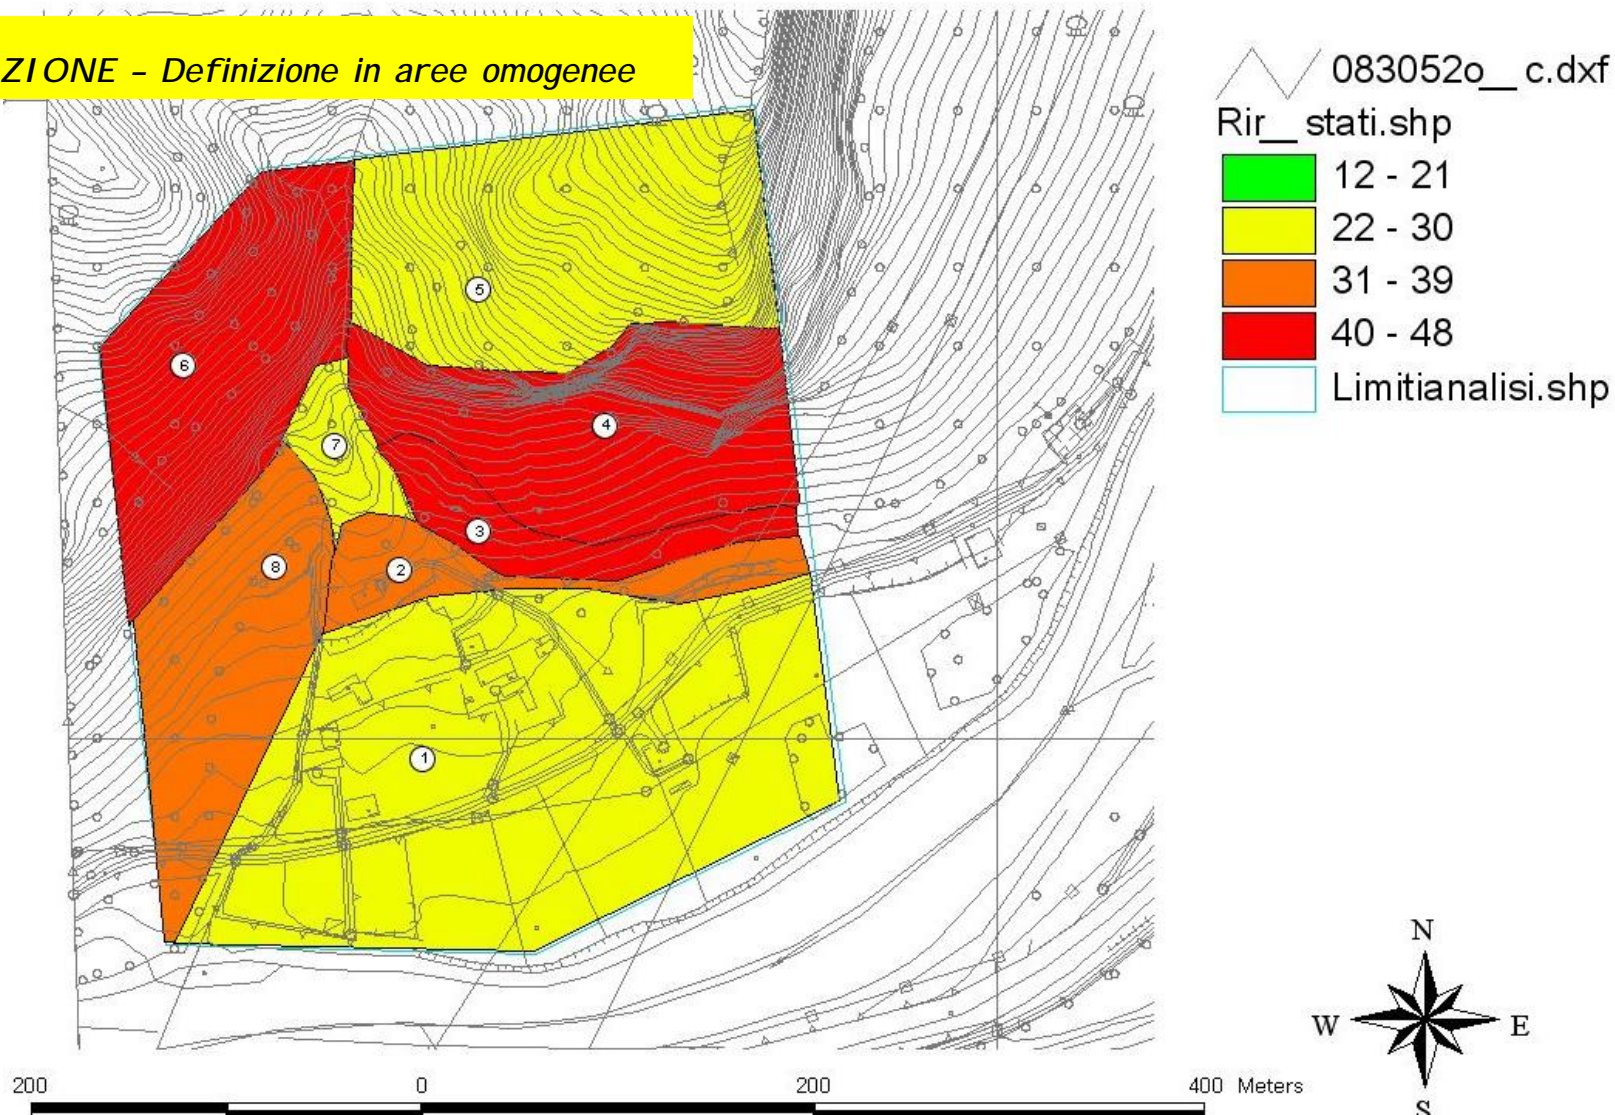 ZIONE – Definizione in aree omogenee
083052o__c.dxf
Rir__stati.shp
12 - 21
22 - 30
31 - 39
40 - 48
Limitianalisi.shp
5
6
4
7
3
8
2
1
N
W E
S
200 0 200 400 Meters